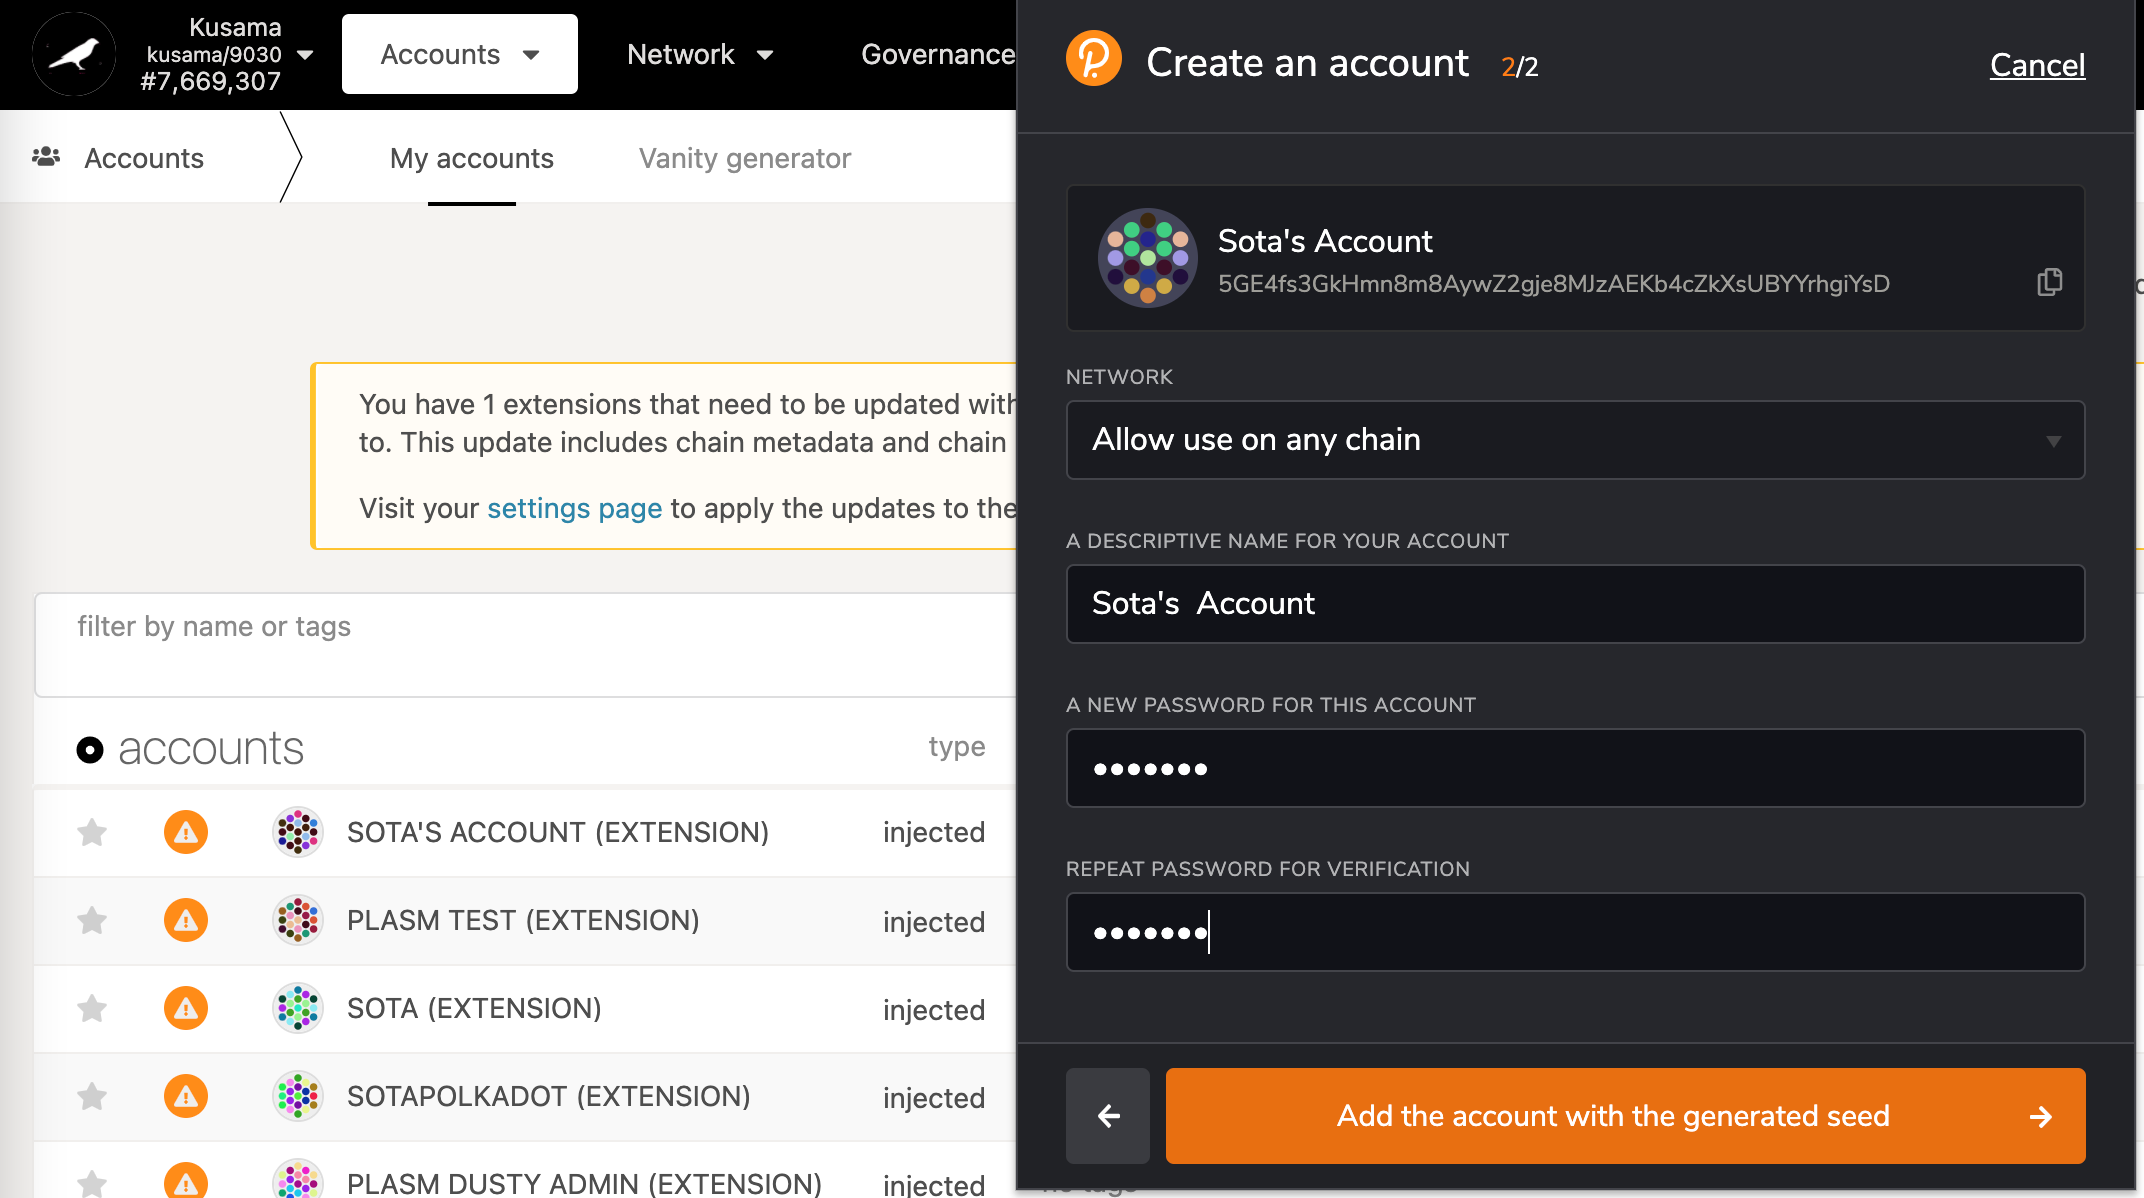 Kusama
kusama/9030
#7,669,307
Accounts
Network
Governance
Accounts
My accounts
Vanity generator
You have 1 extensions that need to be updated with
to. This update includes chain metadata and chain
Visit your settings page to apply the updates to the
filter by name or tags
accounts
type
SOTA'S ACCOUNT (EXTENSION)
injected
PLASM TEST (EXTENSION)
injected
SOTA (EXTENSION)
injected
SOTAPOLKADOT (EXTENSION)
injected
PLASM DUSTY ADMIN (EXTENSION)
injected
no tags
Create an account 2/2
Cancel
Sota's Account
5GE4fs3GkHmn8m8AywZ2gje8MJzAEKb4cZkXsUBYYrhgiYsD
NETWORK
Allow use on any chain
A DESCRIPTIVE NAME FOR YOUR ACCOUNT
Sota's  Account
A NEW PASSWORD FOR THIS ACCOUNT
•••••••
REPEAT PASSWORD FOR VERIFICATION
•••••••
Add the account with the generated seed